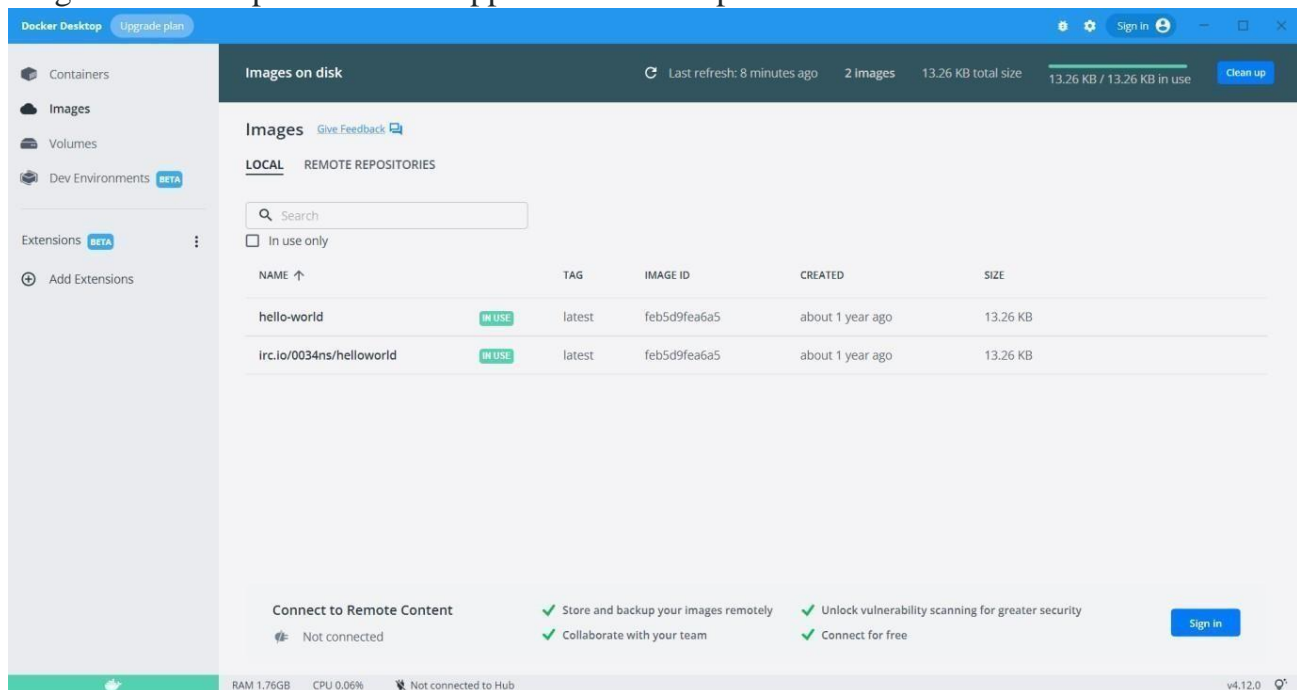 Docker Desktop Upgrade plan Sign in
Containers
Images
Volumes
Dev Environments BETA
Extensions BETA
Add Extensions
Images on disk Last refresh: 8 minutes ago 2 images 13.26 KB total size 13.26 KB / 13.26 KB in use Clean up
Images Give Feedback
LOCAL REMOTE REPOSITORIES
Search
In use only
NAME TAG IMAGE ID CREATED SIZE
hello-world IN USE latest feb5d9fea6a5 about 1 year ago 13.26 KB
irc.io/0034ns/helloworld IN USE latest feb5d9fea6a5 about 1 year ago 13.26 KB
Connect to Remote Content
Not connected
Store and backup your images remotely
Collaborate with your team
Unlock vulnerability scanning for greater security
Connect for free
Sign in
RAM 1.76GB CPU 0.06% Not connected to Hub v4.12.0